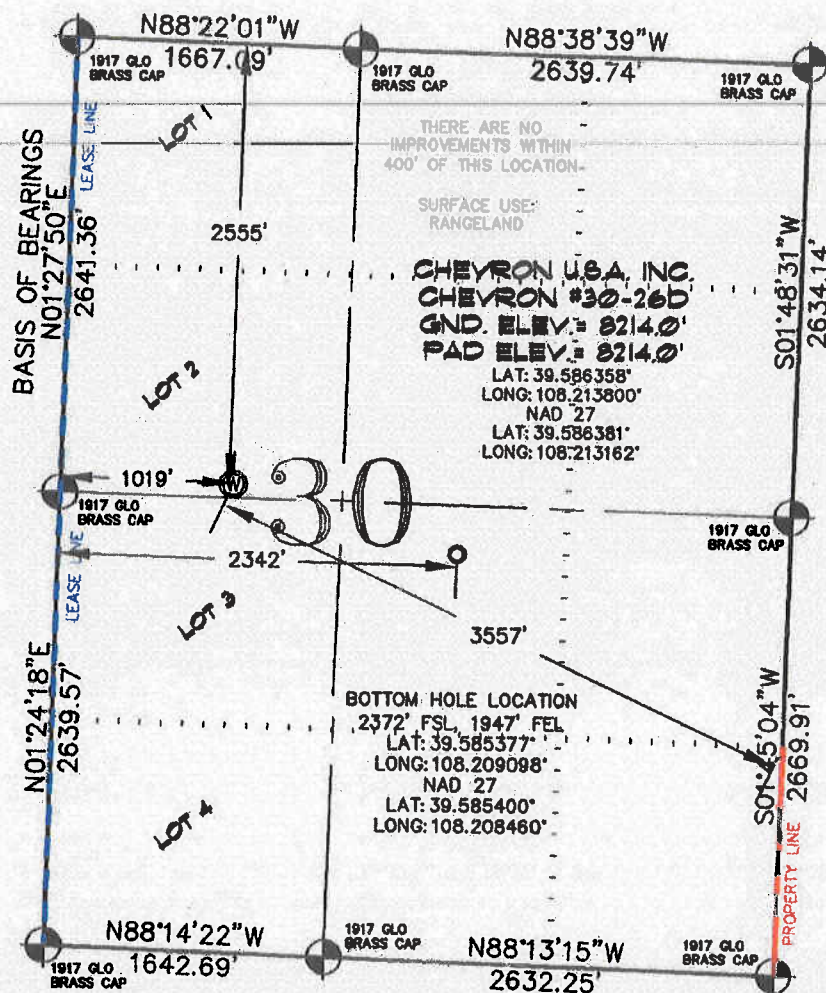 N88°22'01"W
1667.09'
N88°38'39"W
2639.74'
1917 GLO
BRASS CAP
1917 GLO
BRASS CAP
1917 GLO
BRASS CAP
LOT 1
LEASE LINE
THERE ARE NO
IMPROVEMENTS WITHIN
400' OF THIS LOCATION
SURFACE USE:
RANGELAND
BASIS OF BEARINGS
N01°27'50"E
2641.36'
2555'
S01°48'31"W
2634.14'
CHEVRON U.S.A. INC.
CHEVRON #30-26D
GND. ELEV.= 8214.0'
PAD ELEV.= 8214.0'
LAT: 39.586358°
LONG: 108.213800°
NAD 27
LAT: 39.586381°
LONG: 108.213162°
LOT 2
1019'
W
30
1917 GLO
BRASS CAP
1917 GLO
BRASS CAP
2342'
LEASE LINE
LOT 3
3557'
N01°24'18"E
2639.57'
BOTTOM HOLE LOCATION
2372' FSL, 1947' FEL
LAT: 39.585377°
LONG: 108.209098°
NAD 27
LAT: 39.585400°
LONG: 108.208460°
S01°45'04"W
2669.91'
LOT 4
PROPERTY LINE
N88°14'22"W
1642.69'
N88°13'15"W
2632.25'
1917 GLO
BRASS CAP
1917 GLO
BRASS CAP
1917 GLO
BRASS CAP